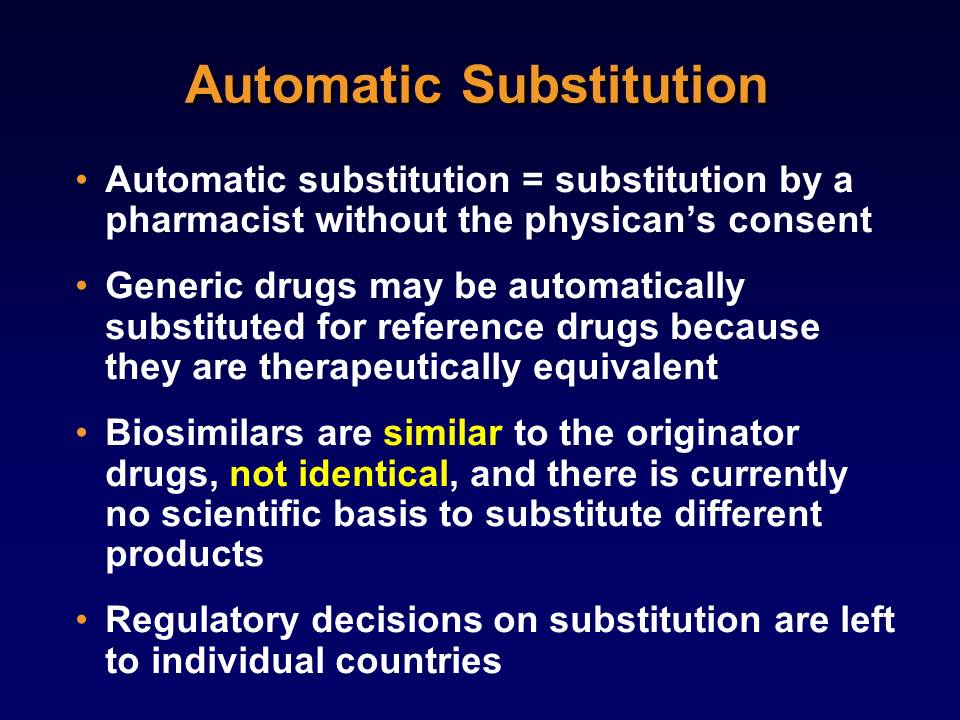 Automatic Substitution
• Automatic substitution = substitution by a
pharmacist without the physican’s consent
• Generic drugs may be automatically
substituted for reference drugs because
they are therapeutically equivalent
• Biosimilars are similar to the originator
drugs, not identical, and there is currently
no scientific basis to substitute different
products
• Regulatory decisions on substitution are left
to individual countries